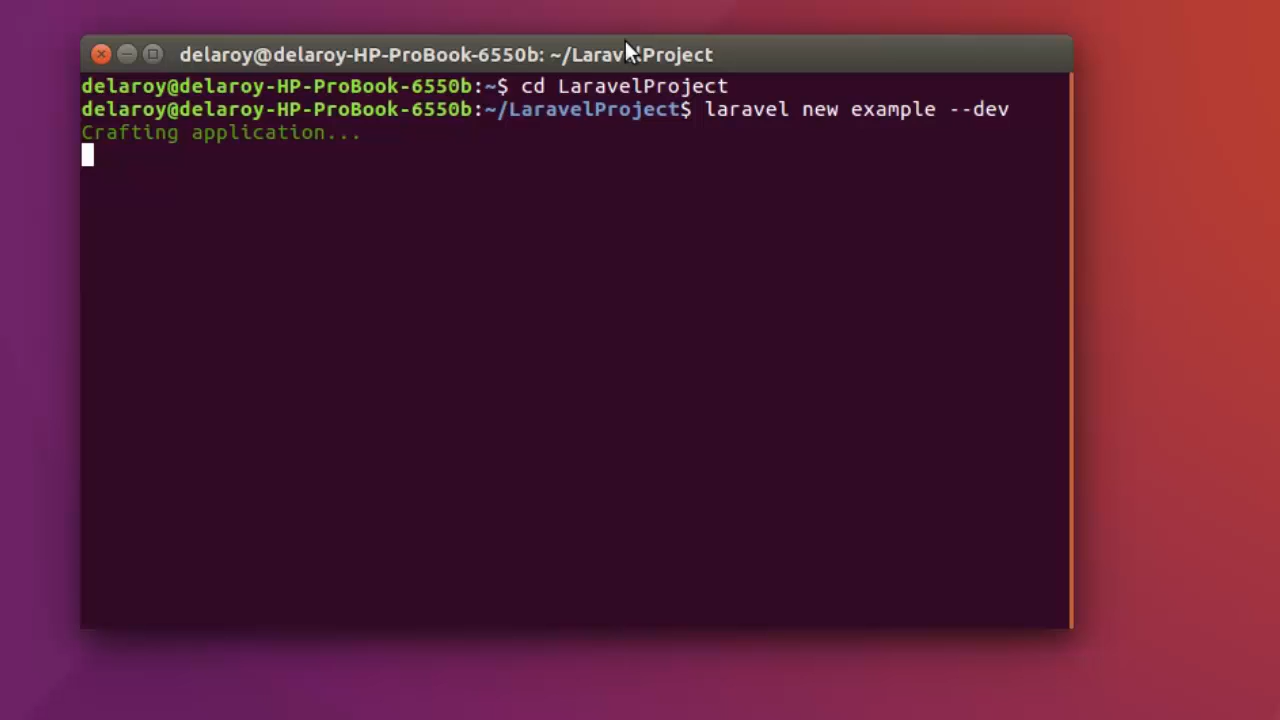 delaroy@delaroy-HP-ProBook-6550b: ~/LaravelProject
delaroy@delaroy-HP-ProBook-6550b:~$ cd LaravelProject
delaroy@delaroy-HP-ProBook-6550b:~/LaravelProject$ laravel new example --dev
Crafting application...